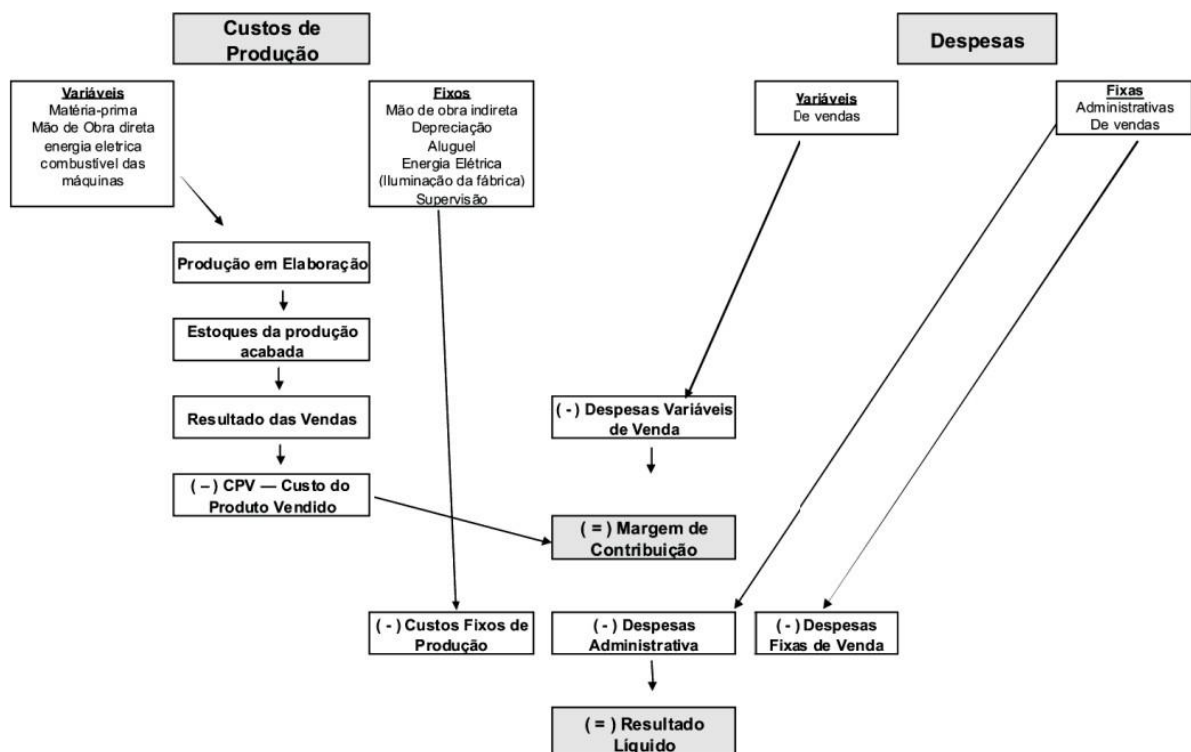 Custos de
Produção
Despesas
Variáveis
Matéria-prima
Mão de Obra direta
energia eletrica
combustível das
máquinas
Fixos
Mão de obra indireta
Depreciação
Aluguel
Energia Elétrica
(Iluminação da fábrica)
Supervisão
Variáveis
De vendas
Fixas
Administrativas
De vendas
Produção em Elaboração
Estoques da produção
acabada
Resultado das Vendas
( - ) Despesas Variáveis
de Venda
( – ) CPV — Custo do
Produto Vendido
( = ) Margem de
Contribuição
( - ) Custos Fixos de
Produção
( - ) Despesas
Administrativa
( - ) Despesas
Fixas de Venda
( = ) Resultado
Líquido